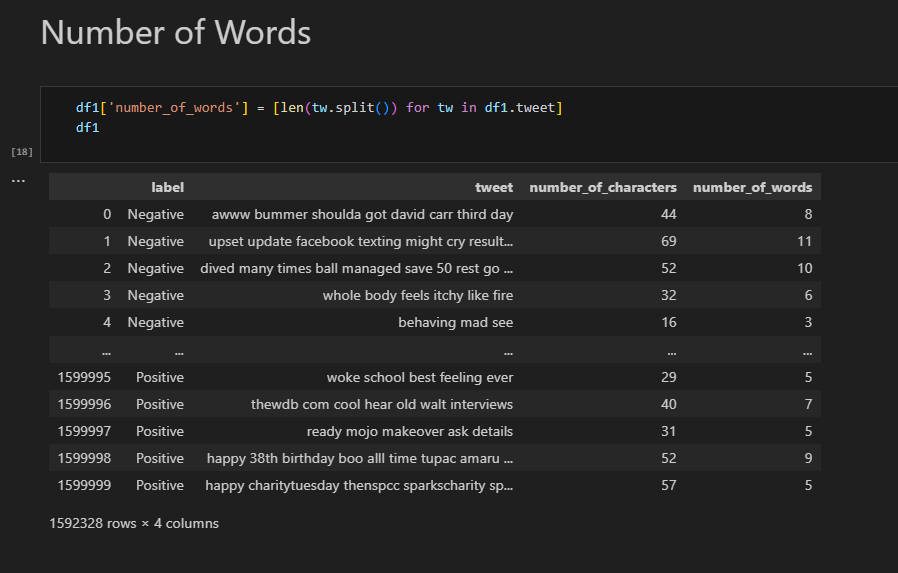 Number of Words
df1['number_of_words'] = [len(tw.split()) for tw in df1.tweet]
df1
[18]
...
label tweet number_of_characters number_of_words
0 Negative awww bummer shoulda got david carr third day 44 8
1 Negative upset update facebook texting might cry result... 69 11
2 Negative dived many times ball managed save 50 rest go ... 52 10
3 Negative whole body feels itchy like fire 32 6
4 Negative behaving mad see 16 3
... ... ... ... ...
1599995 Positive woke school best feeling ever 29 5
1599996 Positive thewdb com cool hear old walt interviews 40 7
1599997 Positive ready mojo makeover ask details 31 5
1599998 Positive happy 38th birthday boo alll time tupac amaru ... 52 9
1599999 Positive happy charitytuesday thenspcc sparkscharity sp... 57 5
1592328 rows × 4 columns